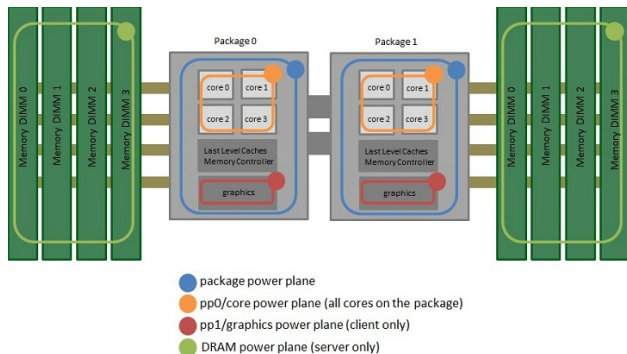 Package 0
Package 1
Memory DIMM 0
Memory DIMM 1
Memory DIMM 2
Memory DIMM 3
core 0
core 1
core 2
core 3
Last Level Caches
Memory Controller
graphics
core 0
core 1
core 2
core 3
Last Level Caches
Memory Controller
graphics
Memory DIMM 0
Memory DIMM 1
Memory DIMM 2
Memory DIMM 3
package power plane
pp0/core power plane (all cores on the package)
pp1/graphics power plane (client only)
DRAM power plane (server only)